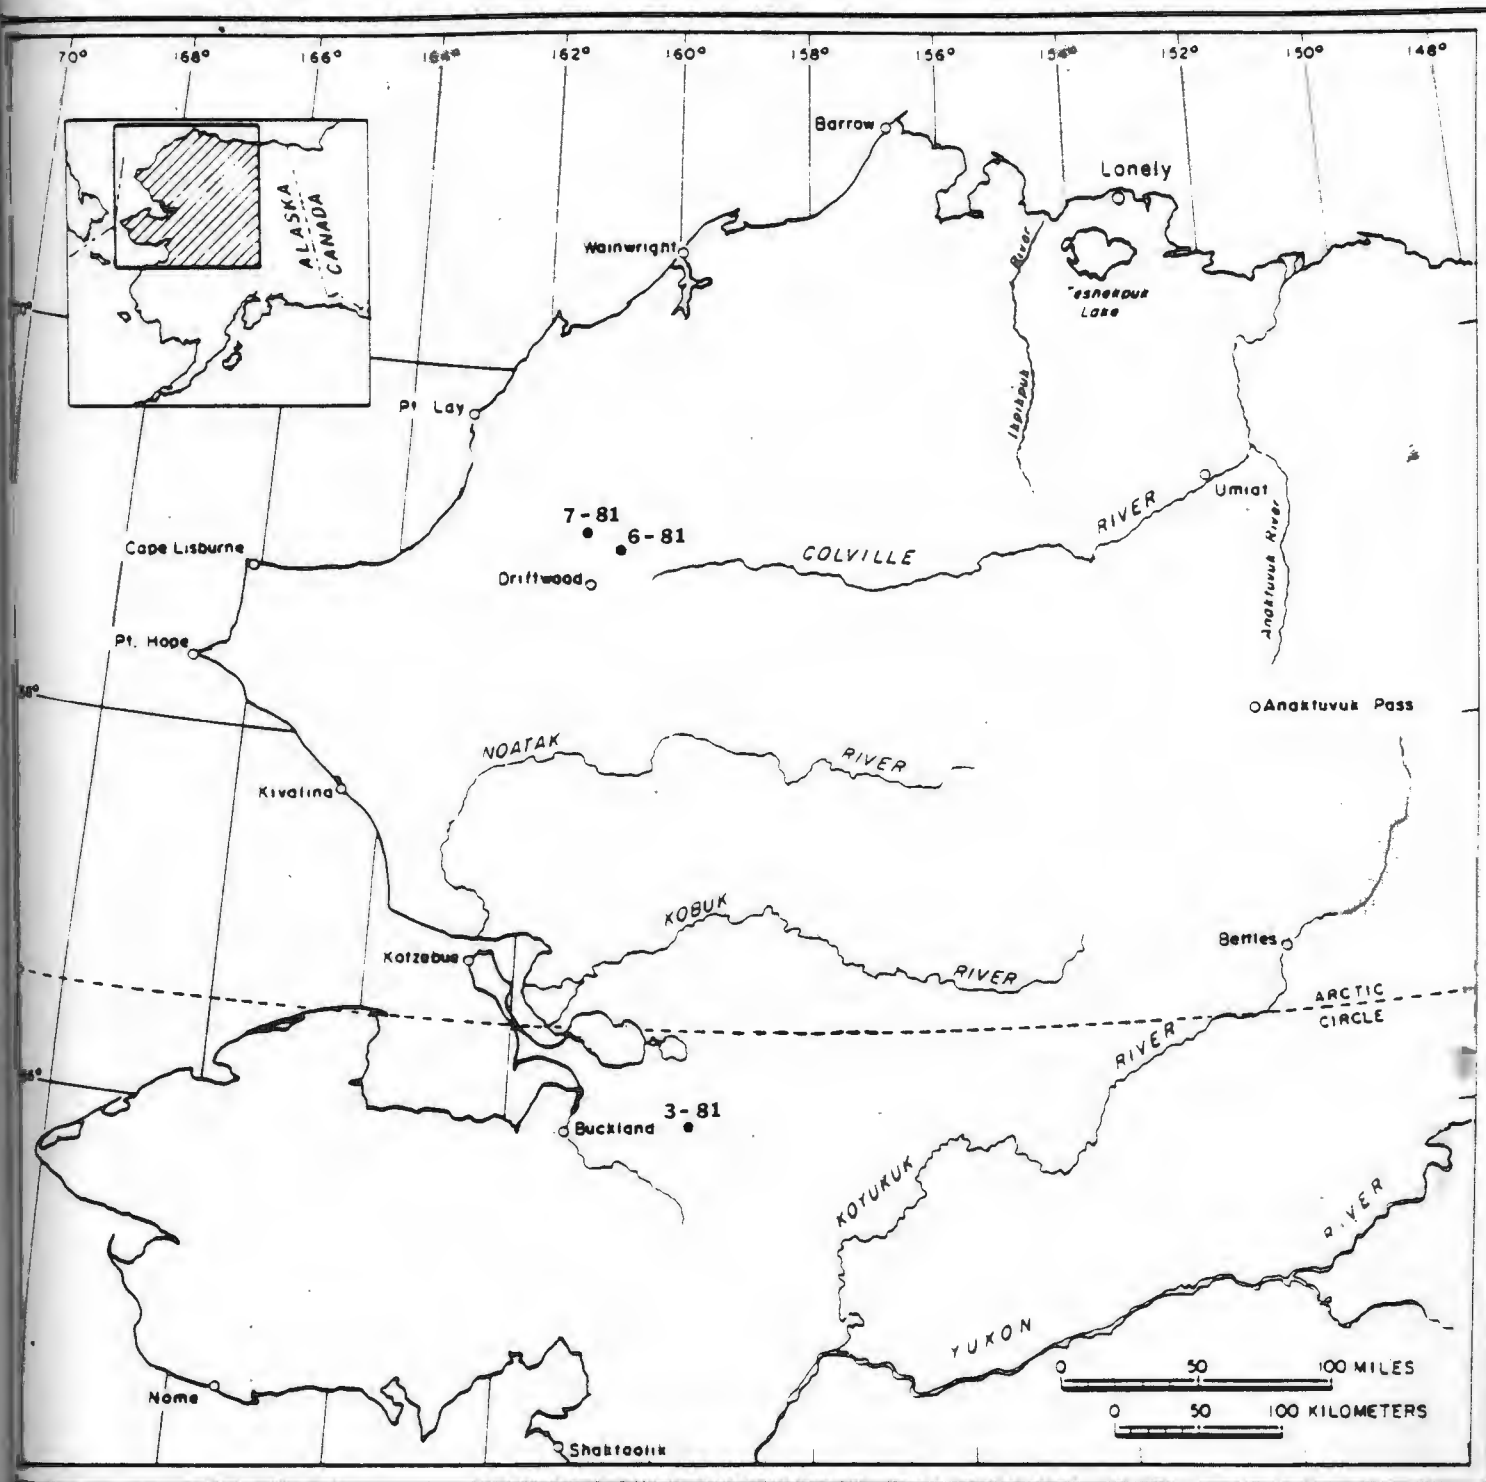 70° 168° 166° 164° 162° 160° 158° 156° 154° 152° 150° 148°
Barrow
Lonely
ALASKA
CANADA
Wainwright
River
Teshekpuk
Lake
Pt. Lay
Ikpikpuk
Umiat
RIVER
7-81
6-81
COLVILLE
Cape Lisburne
Driftwood
Anaktuvuk River
Pt. Hope
68°
Anaktuvuk Pass
NOATAK
RIVER
Kivalina
KOBUK
Bettles
Kotzebue
RIVER
ARCTIC
CIRCLE
RIVER
66°
3-81
Buckland
KOYUKUK
RIVER
YUKON
0 50 100 MILES
Nome
0 50 100 KILOMETERS
Shaktoolik